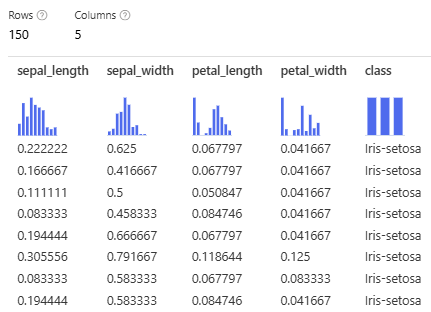 Rows ? Columns ?
150 5
sepal_length sepal_width petal_length petal_width class
0.222222 0.625 0.067797 0.041667 Iris-setosa
0.166667 0.416667 0.067797 0.041667 Iris-setosa
0.111111 0.5 0.050847 0.041667 Iris-setosa
0.083333 0.458333 0.084746 0.041667 Iris-setosa
0.194444 0.666667 0.067797 0.041667 Iris-setosa
0.305556 0.791667 0.118644 0.125 Iris-setosa
0.083333 0.583333 0.067797 0.083333 Iris-setosa
0.194444 0.583333 0.084746 0.041667 Iris-setosa